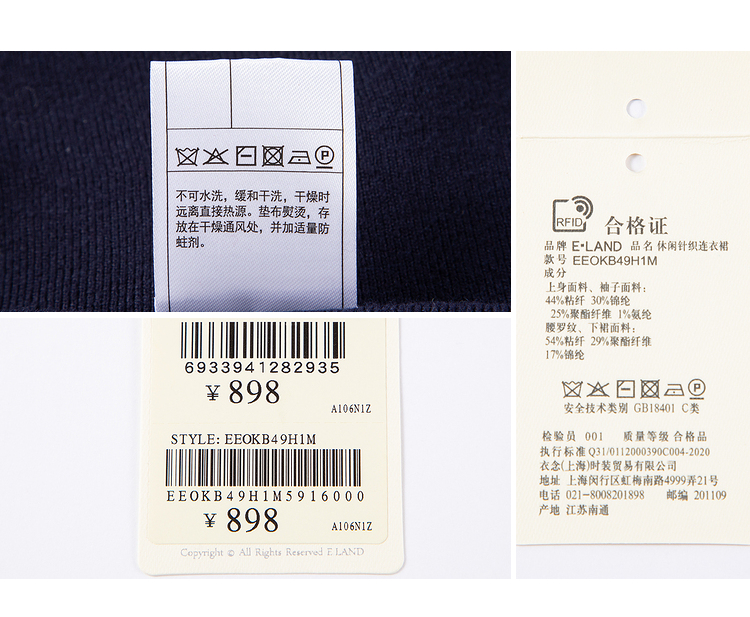 不可水洗，缓和干洗，干燥时
远离直接热源。垫布熨烫，存
放在干燥通风处，并加适量防
蛀剂。
6933941282935
¥ 898
A106N1Z
STYLE: EEOKB49H1M
EEOKB49H1M5916000
¥ 898
A106N1Z
Copyright © All Rights Reserved E.LAND
RFID
合格证
品牌 E•LAND 品名 休闲针织连衣裙
款号 EEOKB49H1M
成分
上身面料、袖子面料:
44%粘纤 30%锦纶
25%聚酯纤维 1%氨纶
腰罗纹、下裙面料:
54%粘纤 29%聚酯纤维
17%锦纶
安全技术类别 GB18401 C类
检验员 001 质量等级 合格品
执行标准 Q31/0112000390C004-2020
衣念(上海)时装贸易有限公司
地址 上海闵行区虹梅南路4999弄21号
电话 021-8008201898 邮编 201109
产地 江苏南通